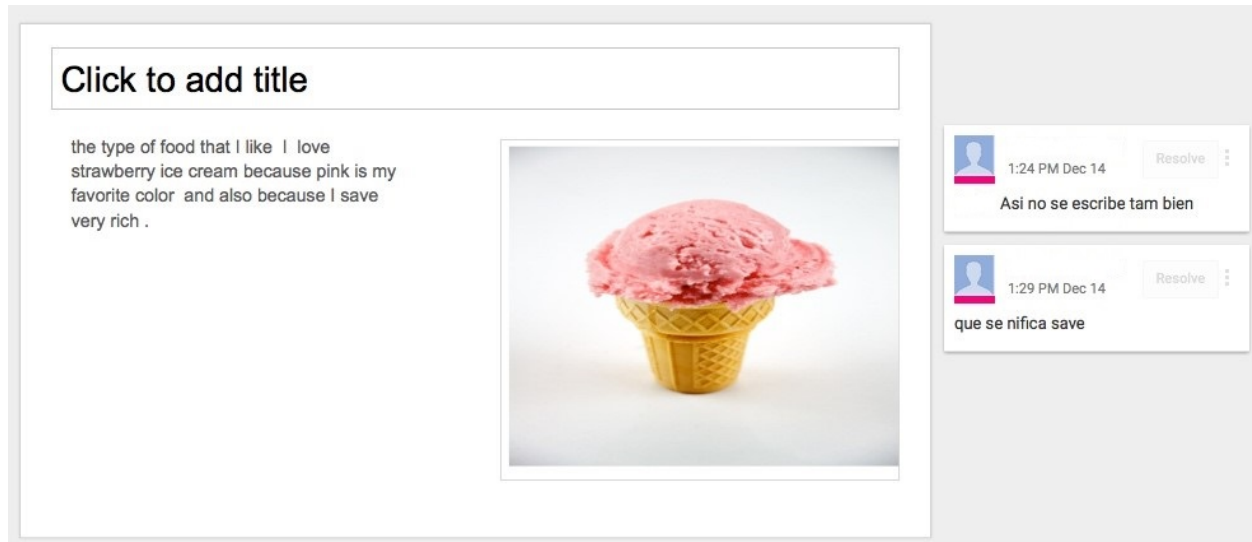 Click to add title
the type of food that I like I love
strawberry ice cream because pink is my
favorite color and also because I save
very rich .
1:24 PM Dec 14
Resolve
Asi no se escribe tam bien
1:29 PM Dec 14
Resolve
que se nifica save